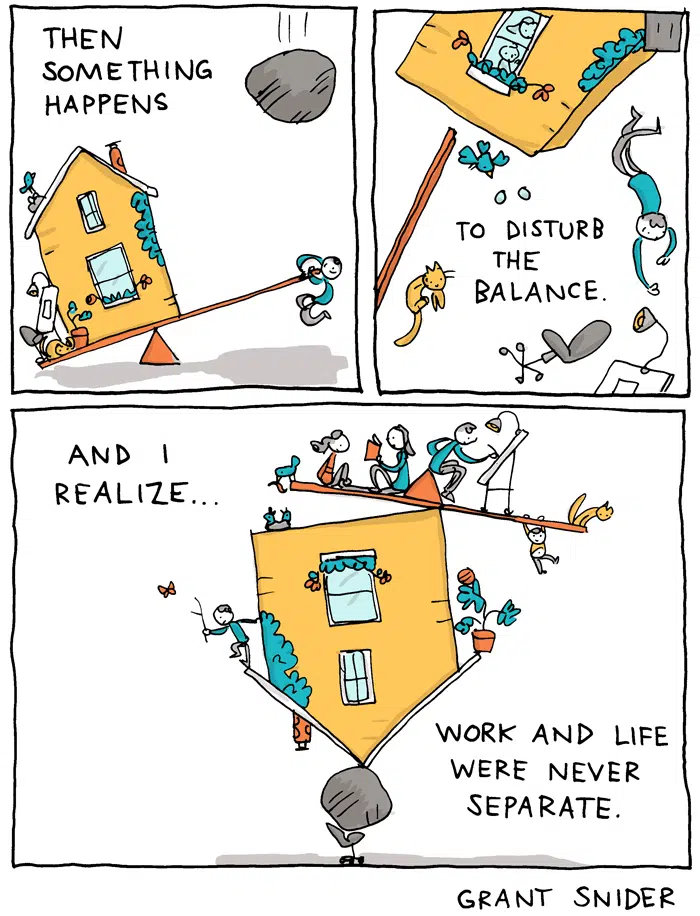 THEN
SOMETHING
HAPPENS
TO DISTURB
THE
BALANCE.
AND I
REALIZE...
WORK AND LIFE
WERE NEVER
SEPARATE.
GRANT SNIDER